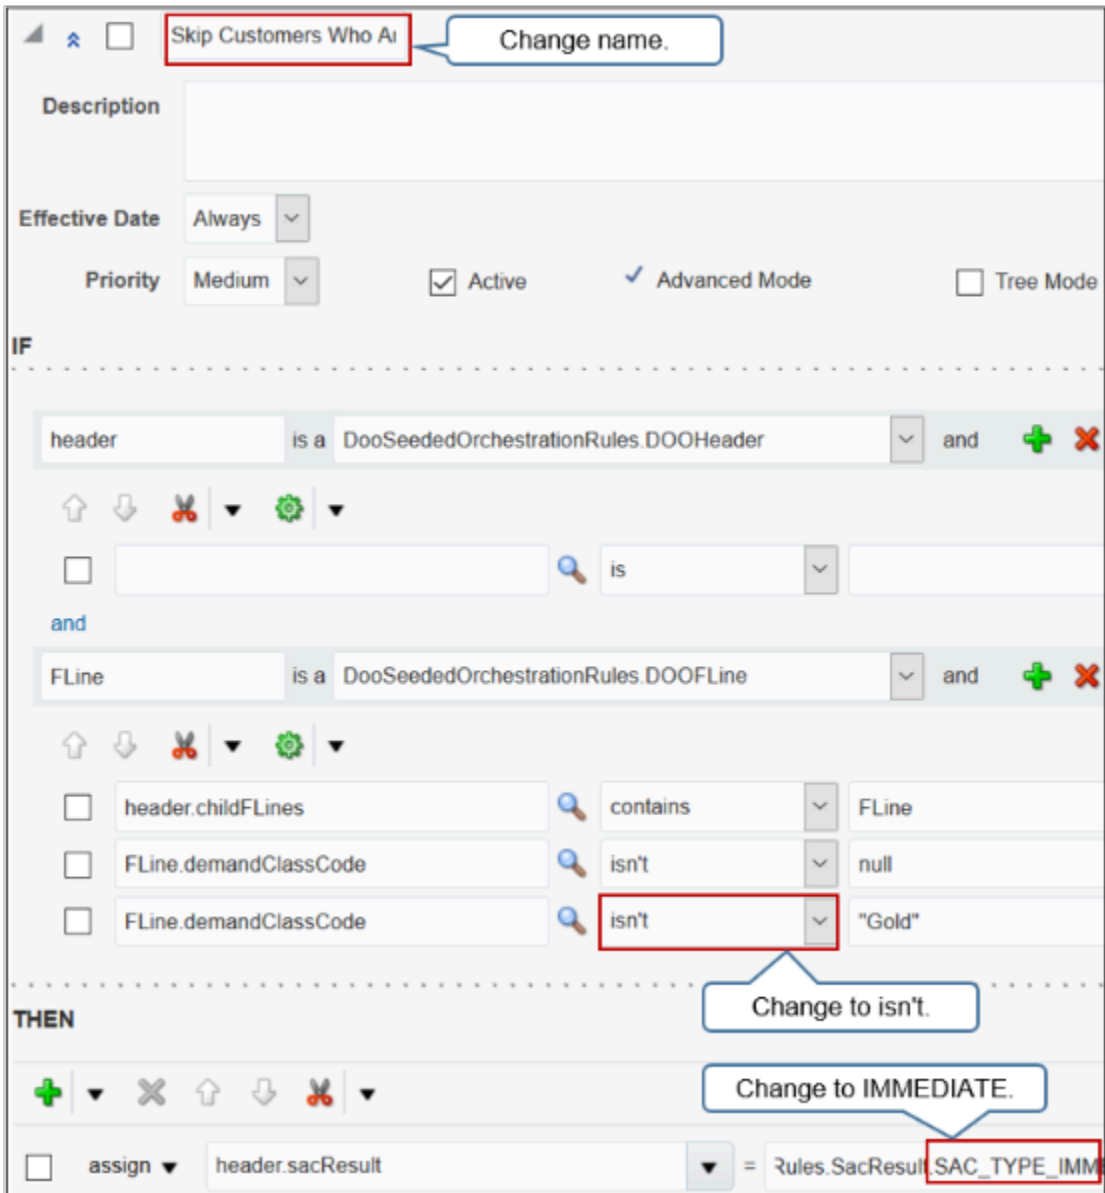 Skip Customers Who Ar
Change name.
Description
Effective Date Always
Priority Medium Active Advanced Mode Tree Mode
IF
header is a DooSeededOrchestrationRules.DOOHeader and
is
and
FLine is a DooSeededOrchestrationRules.DOOFLine and
header.childFLines contains FLine
FLine.demandClassCode isn't null
FLine.demandClassCode isn't "Gold"
Change to isn't.
THEN
Change to IMMEDIATE.
assign header.sacResult = Rules.SacResult.SAC_TYPE_IMME